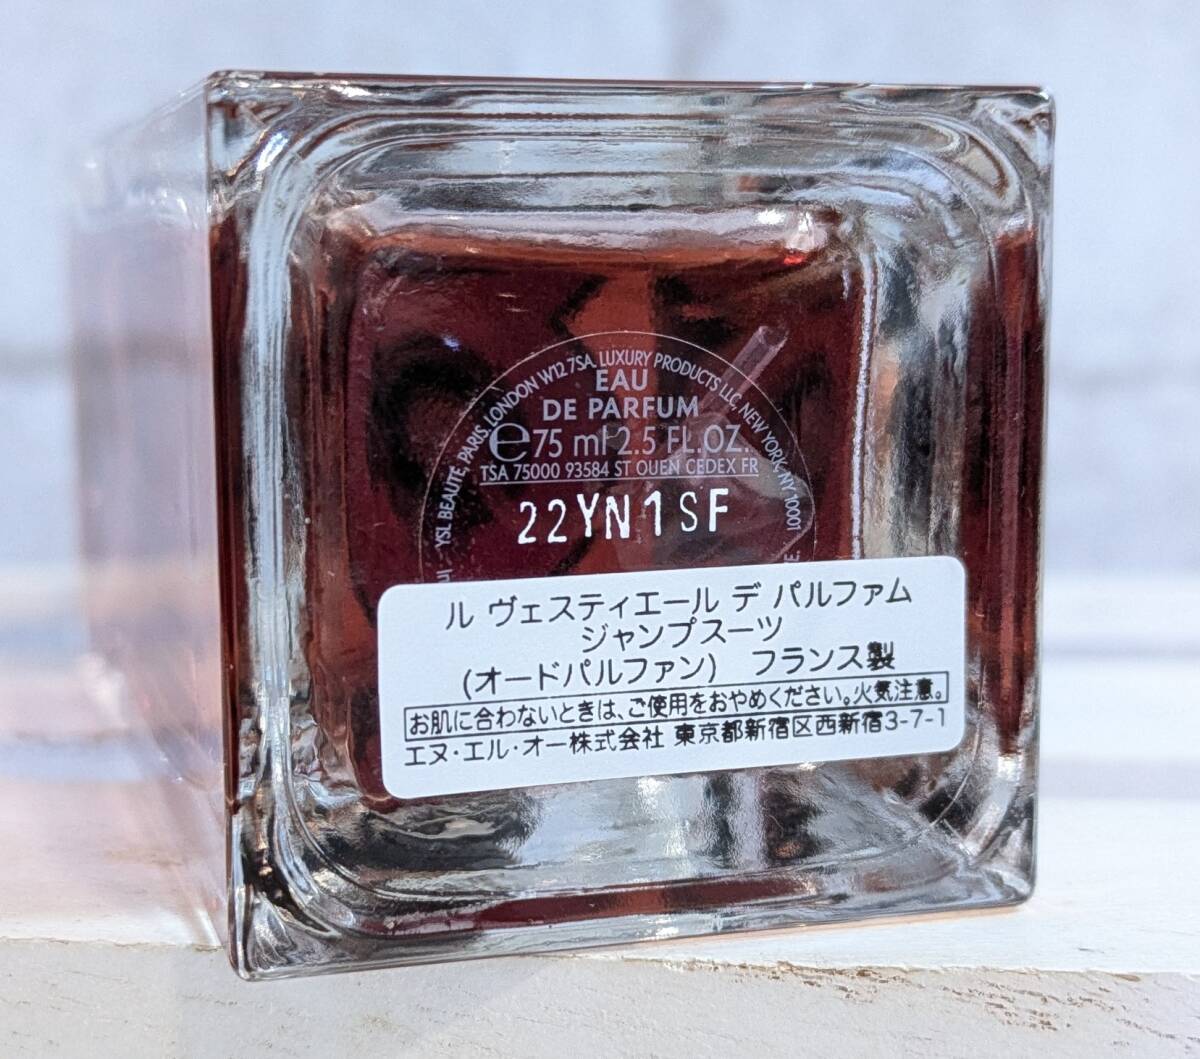 YSL BEAUTÉ, PARIS, LONDON W12 7SA, LUXURY PRODUCTS LLC, NEW YORK, NY 10001
EAU
DE PARFUM
℮75 ml 2.5 FL.OZ.
TSA 75000 93584 ST OUEN CEDEX FR
22YN1SF
ル ヴェスティエール デ パルファム
ジャンプスーツ
(オードパルファン) フランス製
お肌に合わないときは、ご使用をおやめください。火気注意。
エヌ・エル・オー株式会社 東京都新宿区西新宿3-7-1